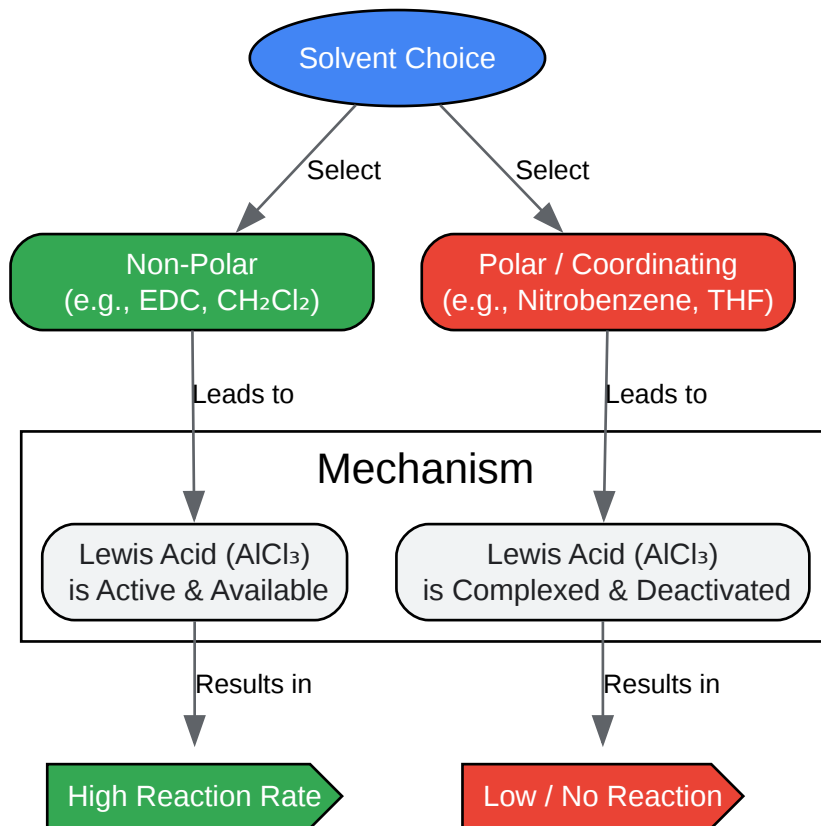 Solvent Choice
Select
Select
Non-Polar
(e.g., EDC, CH₂Cl₂)
Polar / Coordinating
(e.g., Nitrobenzene, THF)
Leads to
Leads to
Mechanism
Lewis Acid (AlCl₃)
is Active & Available
Lewis Acid (AlCl₃)
is Complexed & Deactivated
Results in
Results in
High Reaction Rate
Low / No Reaction